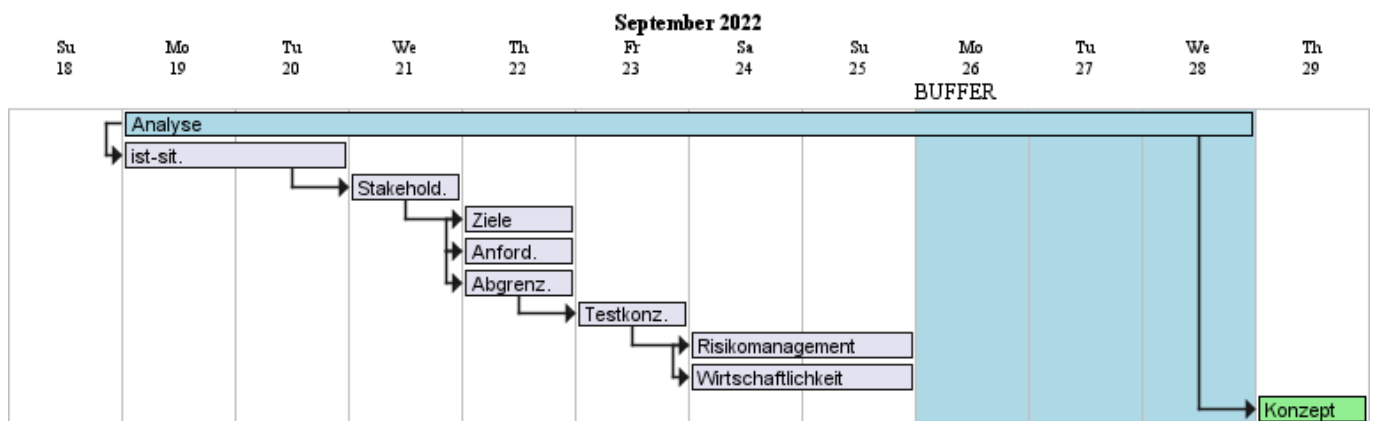 September 2022
Su Mo Tu We Th Fr Sa Su Mo Tu We Th
18 19 20 21 22 23 24 25 26 27 28 29
BUFFER
Analyse
ist-sit.
Stakehold.
Ziele
Anford.
Abgrenz.
Testkonz.
Risikomanagement
Wirtschaftlichkeit
Konzept